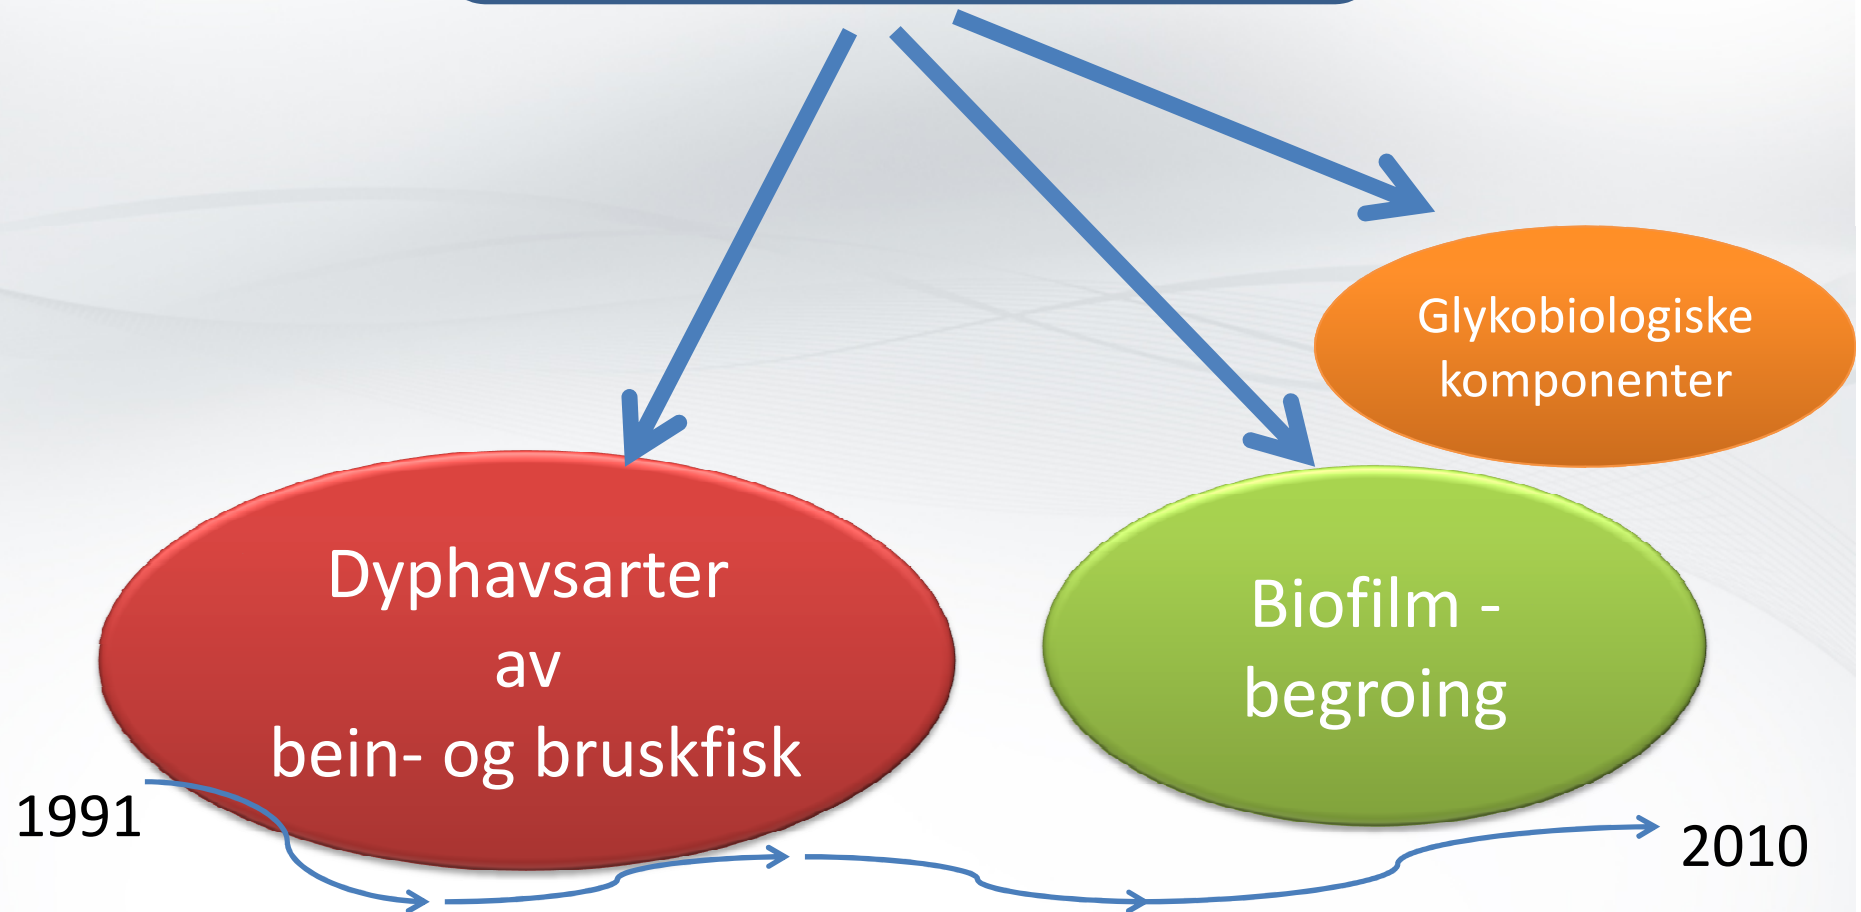 Glykobiologiske
komponenter
Dyphavsarter
av
bein- og bruskfisk
Biofilm -
begroing
1991
2010